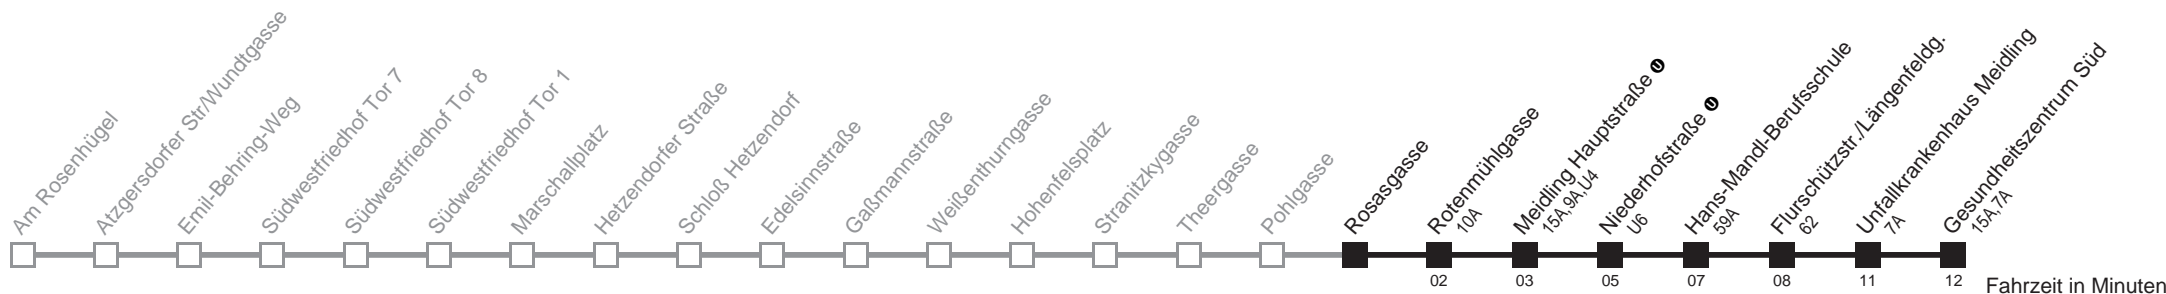 Am Rosenhügel
Atzgersdorfer Str/Wundtgasse
Emil-Behring-Weg
Südwestfriedhof Tor 7
Südwestfriedhof Tor 8
Südwestfriedhof Tor 1
Marschallplatz
Hetzendorfer Straße
Schloß Hetzendorf
Edelsinnstraße
Gaßmannstraße
Weißenthurngasse
Hohenfelsplatz
Stranitzkygasse
Theergasse
Pohlgasse
Rosasgasse
Rotenmühlgasse
10A
Meidling Hauptstraße U
15A,9A,U4
Niederhofstraße U
U6
Hans-Mandl-Berufsschule
59A
Flurschützstr./Längenfeldg.
62
Unfallkrankenhaus Meidling
7A
Gesundheitszentrum Süd
15A,7A
02 03 05 07 08 11 12 Fahrzeit in Minuten